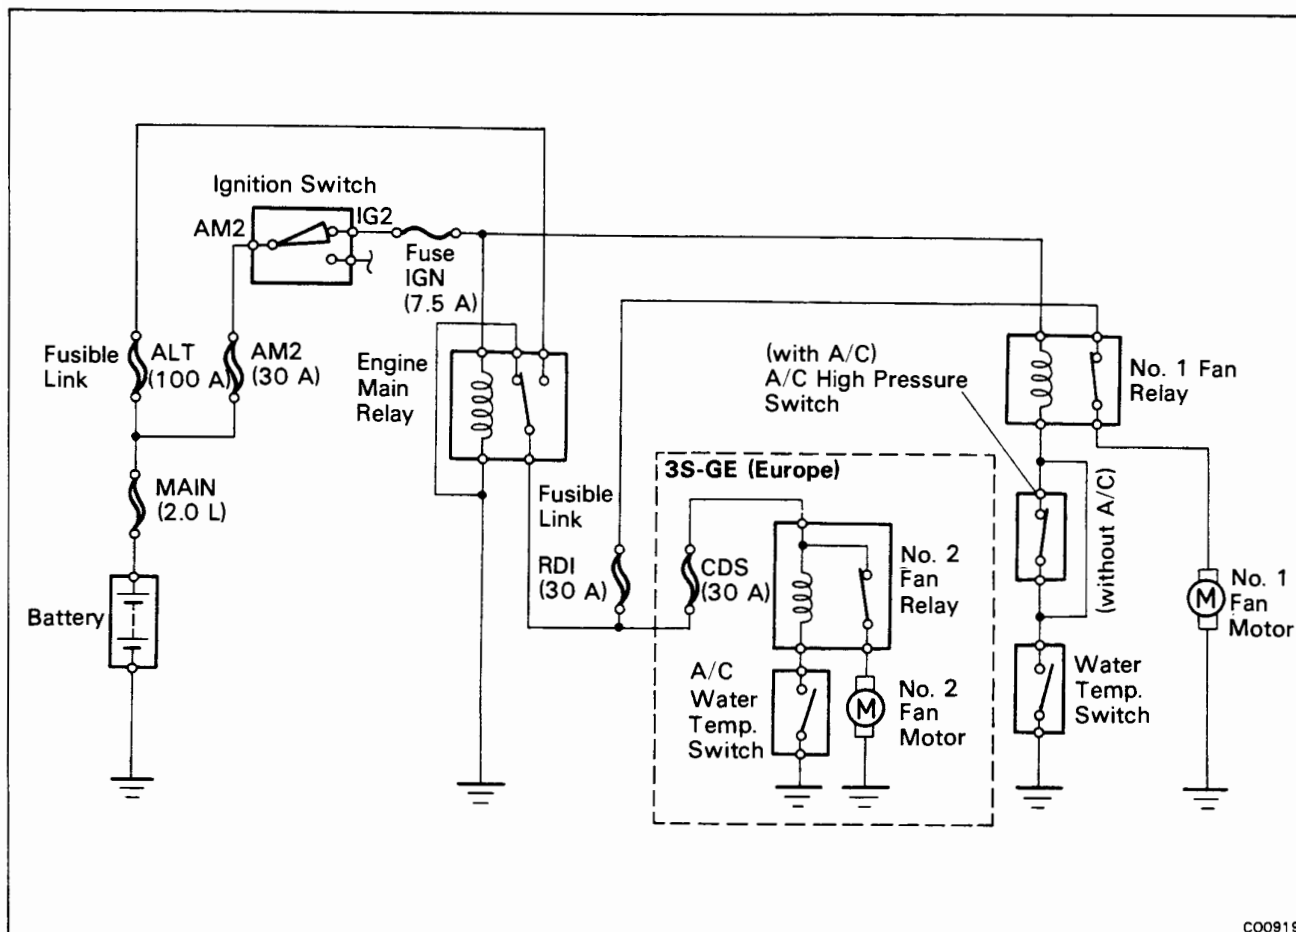 Ignition Switch
AM2
IG2
Fuse
IGN
(7.5 A)
Fusible
Link
ALT
(100 A)
AM2
(30 A)
Engine
Main
Relay
(with A/C)
A/C High Pressure
Switch
No. 1 Fan
Relay
MAIN
(2.0 L)
Fusible
Link
3S-GE (Europe)
(without A/C)
RDI
(30 A)
CDS
(30 A)
No. 2
Fan
Relay
No. 1
Fan
Motor
M
Battery
A/C
Water
Temp.
Switch
M
No. 2
Fan
Motor
Water
Temp.
Switch
CO0919